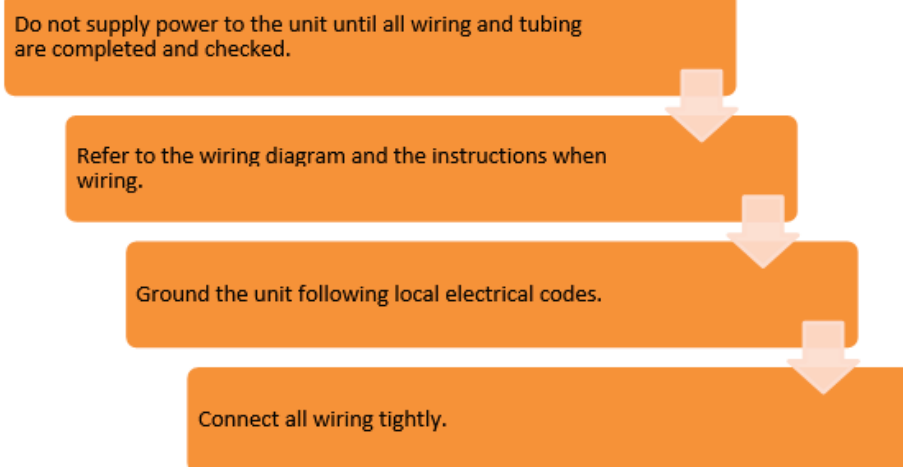 Do not supply power to the unit until all wiring and tubing
are completed and checked.
Refer to the wiring diagram and the instructions when
wiring.
Ground the unit following local electrical codes.
Connect all wiring tightly.